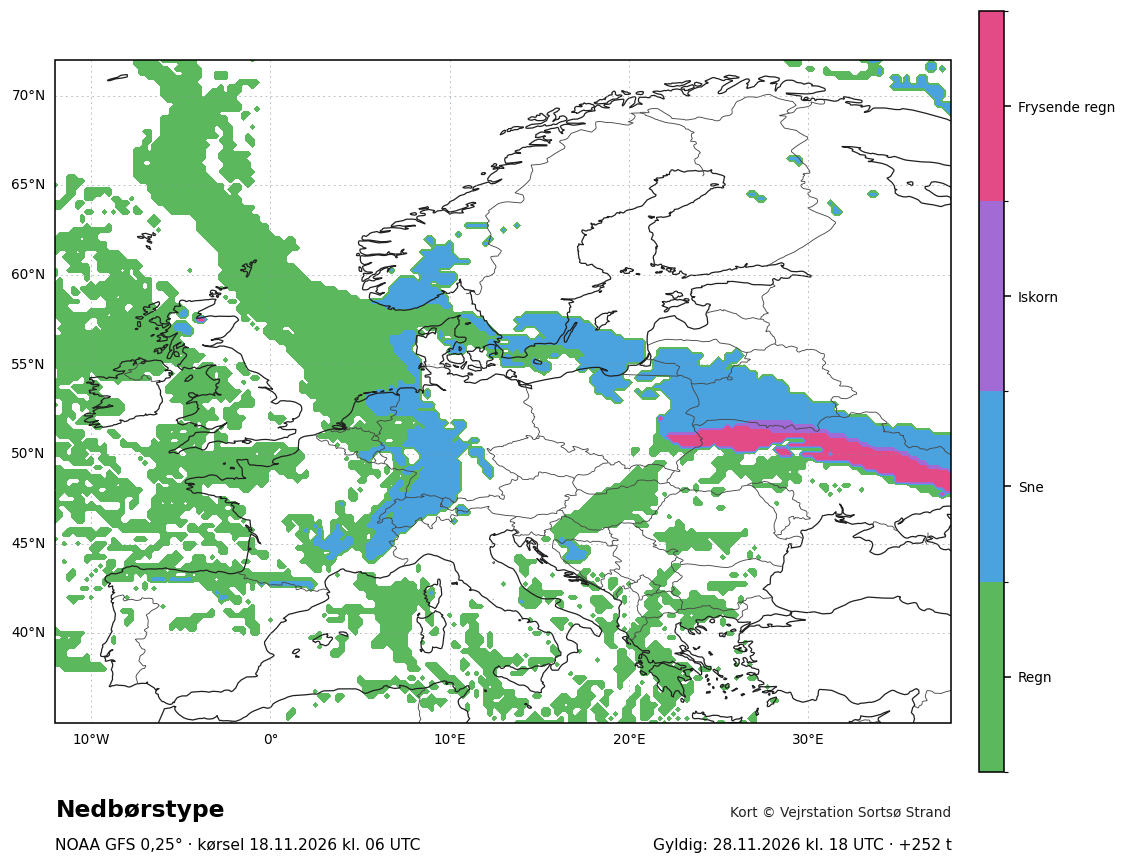 70°N
65°N
60°N
55°N
50°N
45°N
40°N
10°W
0°
10°E
20°E
30°E
Frysende regn
Iskorn
Sne
Regn
Nedbørstype
Kort © Vejrstation Sortsø Strand
NOAA GFS 0,25° · kørsel 18.11.2026 kl. 06 UTC
Gyldig: 28.11.2026 kl. 18 UTC · +252 t